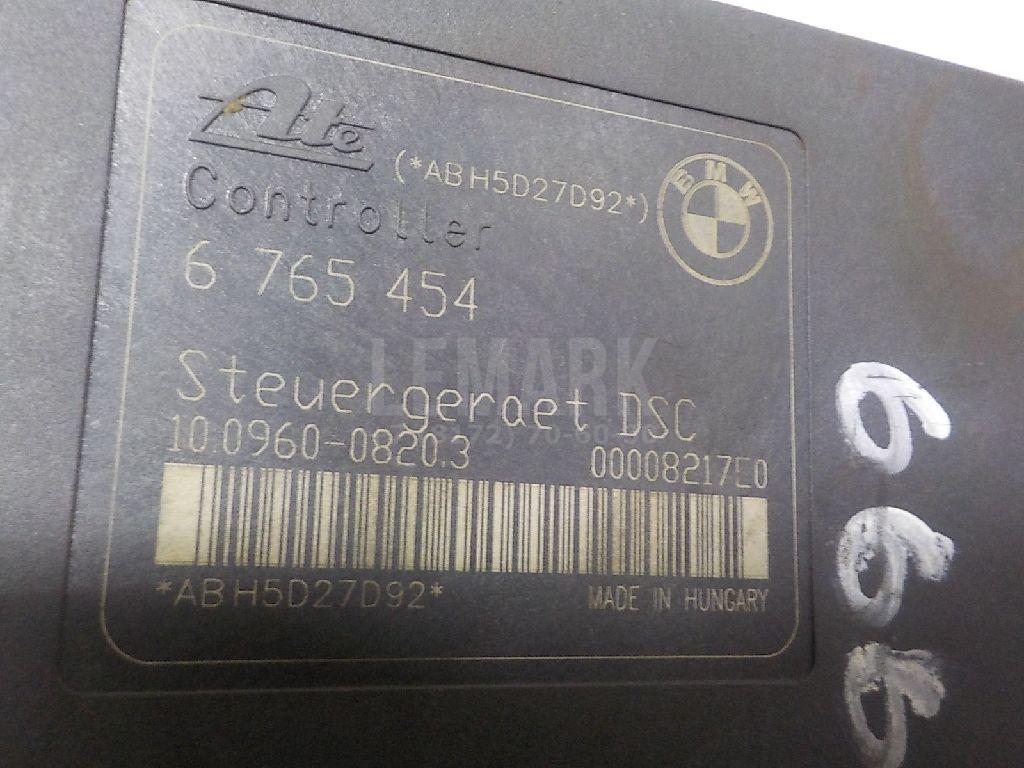 Ate
Controller
(*ABH5D27D92*)
BMW
6 765 454
LEMARK
Steuergeraet DSC
10.0960-0820.3 00008217E0
*ABH5D27D92*
MADE IN HUNGARY